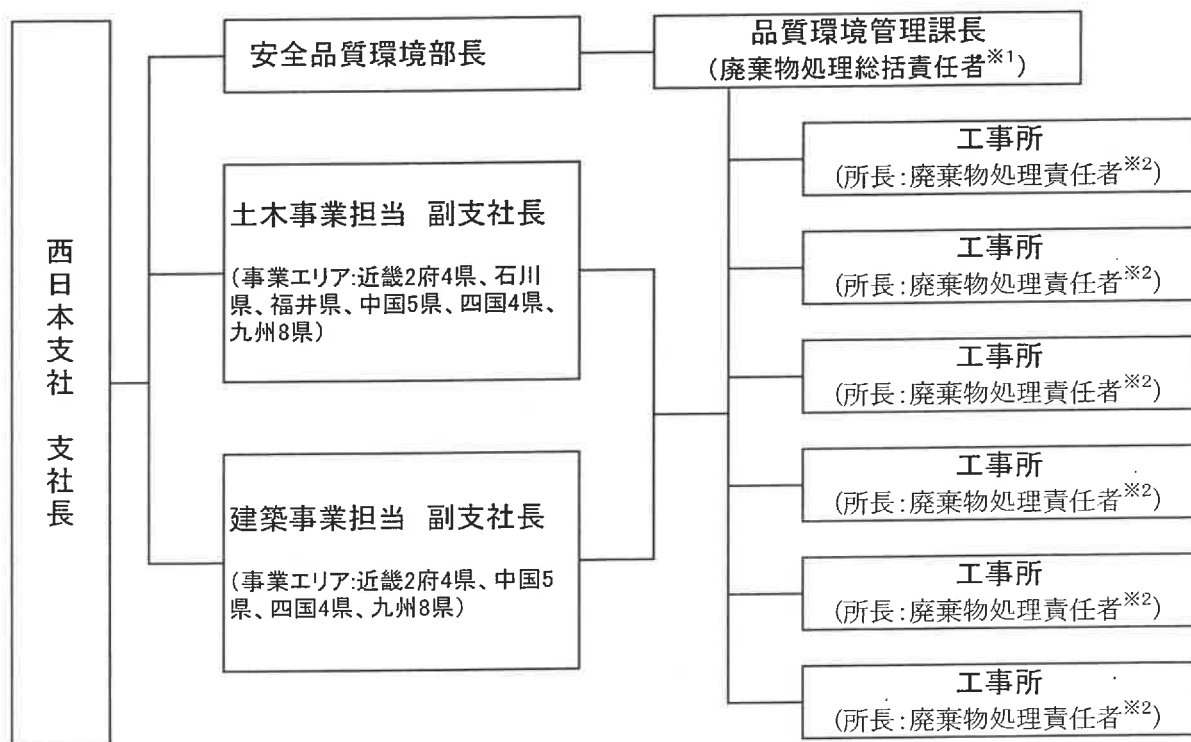 西日本支社　支社長
安全品質環境部長
品質環境管理課長
（廃棄物処理総括責任者※1）
土木事業担当　副支社長
（事業エリア:近畿2府4県、石川
県、福井県、中国5県、四国4県、
九州8県）
建築事業担当　副支社長
（事業エリア:近畿2府4県、中国5
県、四国4県、九州8県）
工事所
（所長:廃棄物処理責任者※2）
工事所
（所長:廃棄物処理責任者※2）
工事所
（所長:廃棄物処理責任者※2）
工事所
（所長:廃棄物処理責任者※2）
工事所
（所長:廃棄物処理責任者※2）
工事所
（所長:廃棄物処理責任者※2）